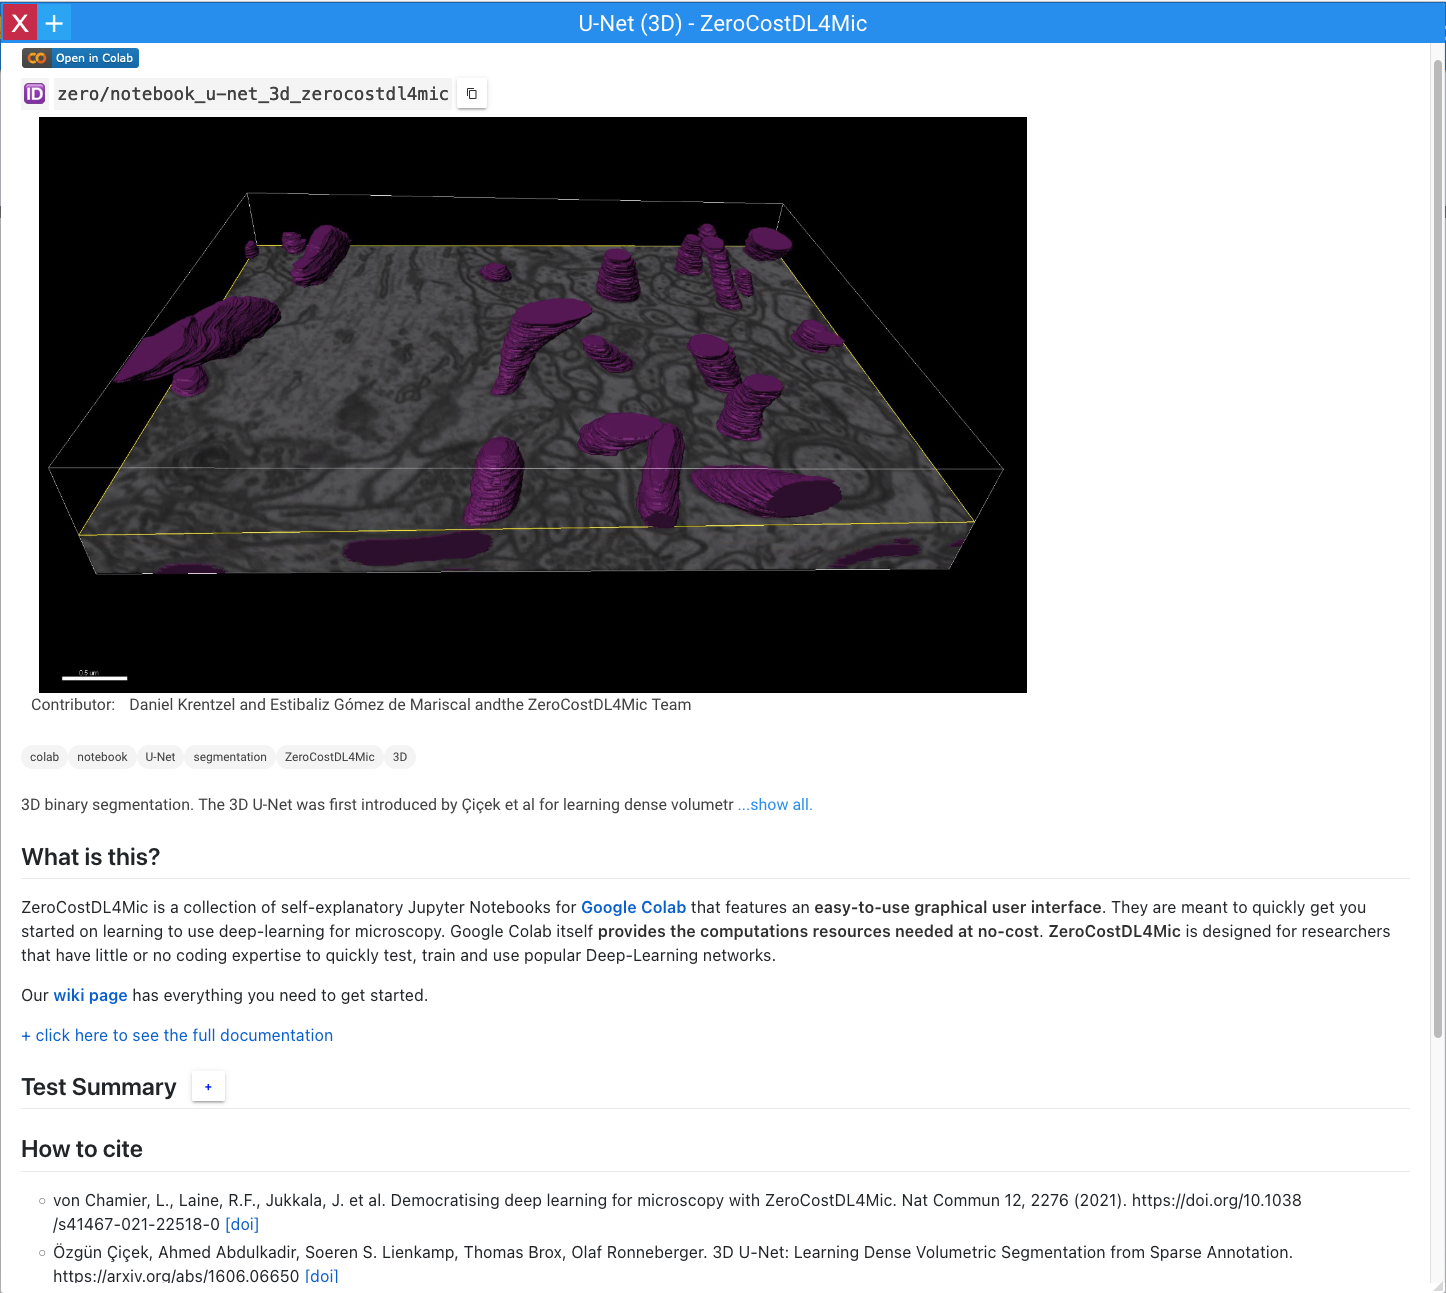 X + U-Net (3D) - ZeroCostDL4Mic
Open in Colab
ID zero/notebook_u-net_3d_zerocostdl4mic
0.5 um
Contributor: Daniel Krentzel and Estibaliz Gómez de Mariscal andthe ZeroCostDL4Mic Team
colab notebook U-Net segmentation ZeroCostDL4Mic 3D
3D binary segmentation. The 3D U-Net was first introduced by Çiçek et al for learning dense volumetr ...show all.
What is this?
ZeroCostDL4Mic is a collection of self-explanatory Jupyter Notebooks for Google Colab that features an easy-to-use graphical user interface. They are meant to quickly get you
started on learning to use deep-learning for microscopy. Google Colab itself provides the computations resources needed at no-cost. ZeroCostDL4Mic is designed for researchers
that have little or no coding expertise to quickly test, train and use popular Deep-Learning networks.
Our wiki page has everything you need to get started.
+ click here to see the full documentation
Test Summary +
How to cite
von Chamier, L., Laine, R.F., Jukkala, J. et al. Democratising deep learning for microscopy with ZeroCostDL4Mic. Nat Commun 12, 2276 (2021). https://doi.org/10.1038
/s41467-021-22518-0 [doi]
Özgün Çiçek, Ahmed Abdulkadir, Soeren S. Lienkamp, Thomas Brox, Olaf Ronneberger. 3D U-Net: Learning Dense Volumetric Segmentation from Sparse Annotation.
https://arxiv.org/abs/1606.06650 [doi]